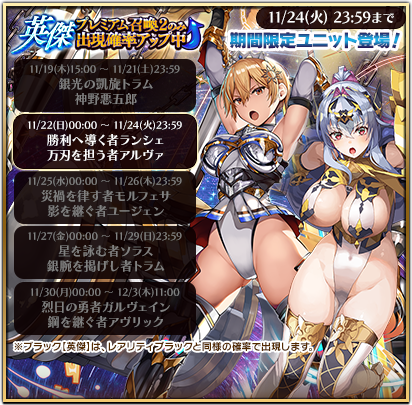 英傑 プレミアム召喚2のみ
出現確率アップ中
11/24(火) 23:59まで
期間限定ユニット登場!
11/19(木)15:00 ~ 11/21(土)23:59
銀光の凱旋トラム
神野悪五郎
11/22(日)00:00 ~ 11/24(火)23:59
勝利へ導く者ランシェ
万刃を担う者アルヴァ
11/25(水)00:00 ~ 11/26(木)23:59
災禍を律す者モルフェサ
影を継ぐ者ユージェン
11/27(金)00:00 ~ 11/29(日)23:59
星を詠む者ソラス
銀腕を掲げし者トラム
11/30(月)00:00 ~ 12/3(木)11:00
烈日の勇者ガルヴェイン
鋼を継ぐ者アヴリック
※ブラック【英傑】は、レアリティブラックと同様の確率で出現します。